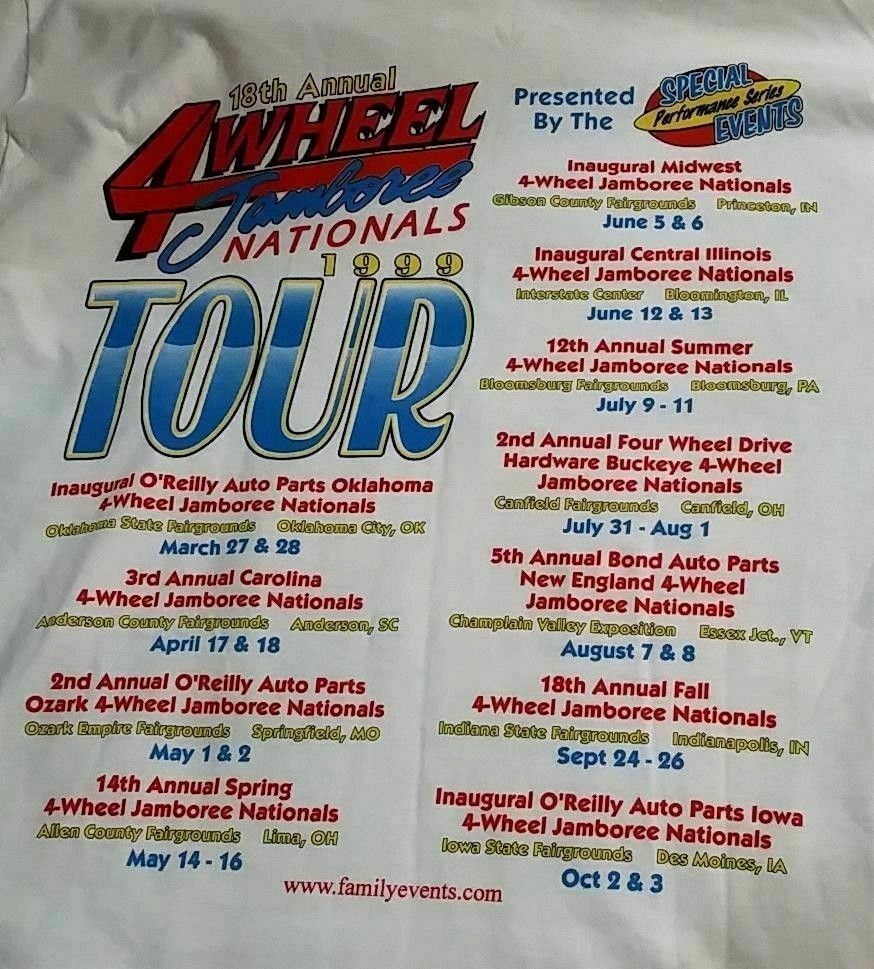 18th Annual
4 WHEEL
Jamboree
NATIONALS
1999
TOUR
Inaugural O'Reilly Auto Parts Oklahoma
4-Wheel Jamboree Nationals
Oklahoma State Fairgrounds Oklahoma City, OK
March 27 & 28
3rd Annual Carolina
4-Wheel Jamboree Nationals
Anderson County Fairgrounds Anderson, SC
April 17 & 18
2nd Annual O'Reilly Auto Parts
Ozark 4-Wheel Jamboree Nationals
Ozark Empire Fairgrounds Springfield, MO
May 1 & 2
14th Annual Spring
4-Wheel Jamboree Nationals
Allen County Fairgrounds Lima, OH
May 14 - 16
Presented
By The
SPECIAL
Performance Series
EVENTS
Inaugural Midwest
4-Wheel Jamboree Nationals
Gibson County Fairgrounds Princeton, IN
June 5 & 6
Inaugural Central Illinois
4-Wheel Jamboree Nationals
Interstate Center Bloomington, IL
June 12 & 13
12th Annual Summer
4-Wheel Jamboree Nationals
Bloomsburg Fairgrounds Bloomsburg, PA
July 9 - 11
2nd Annual Four Wheel Drive
Hardware Buckeye 4-Wheel
Jamboree Nationals
Canfield Fairgrounds Canfield, OH
July 31 - Aug 1
5th Annual Bond Auto Parts
New England 4-Wheel
Jamboree Nationals
Champlain Valley Exposition Essex Jct., VT
August 7 & 8
18th Annual Fall
4-Wheel Jamboree Nationals
Indiana State Fairgrounds Indianapolis, IN
Sept 24 - 26
Inaugural O'Reilly Auto Parts Iowa
4-Wheel Jamboree Nationals
Iowa State Fairgrounds Des Moines, IA
Oct 2 & 3
www.familyevents.com